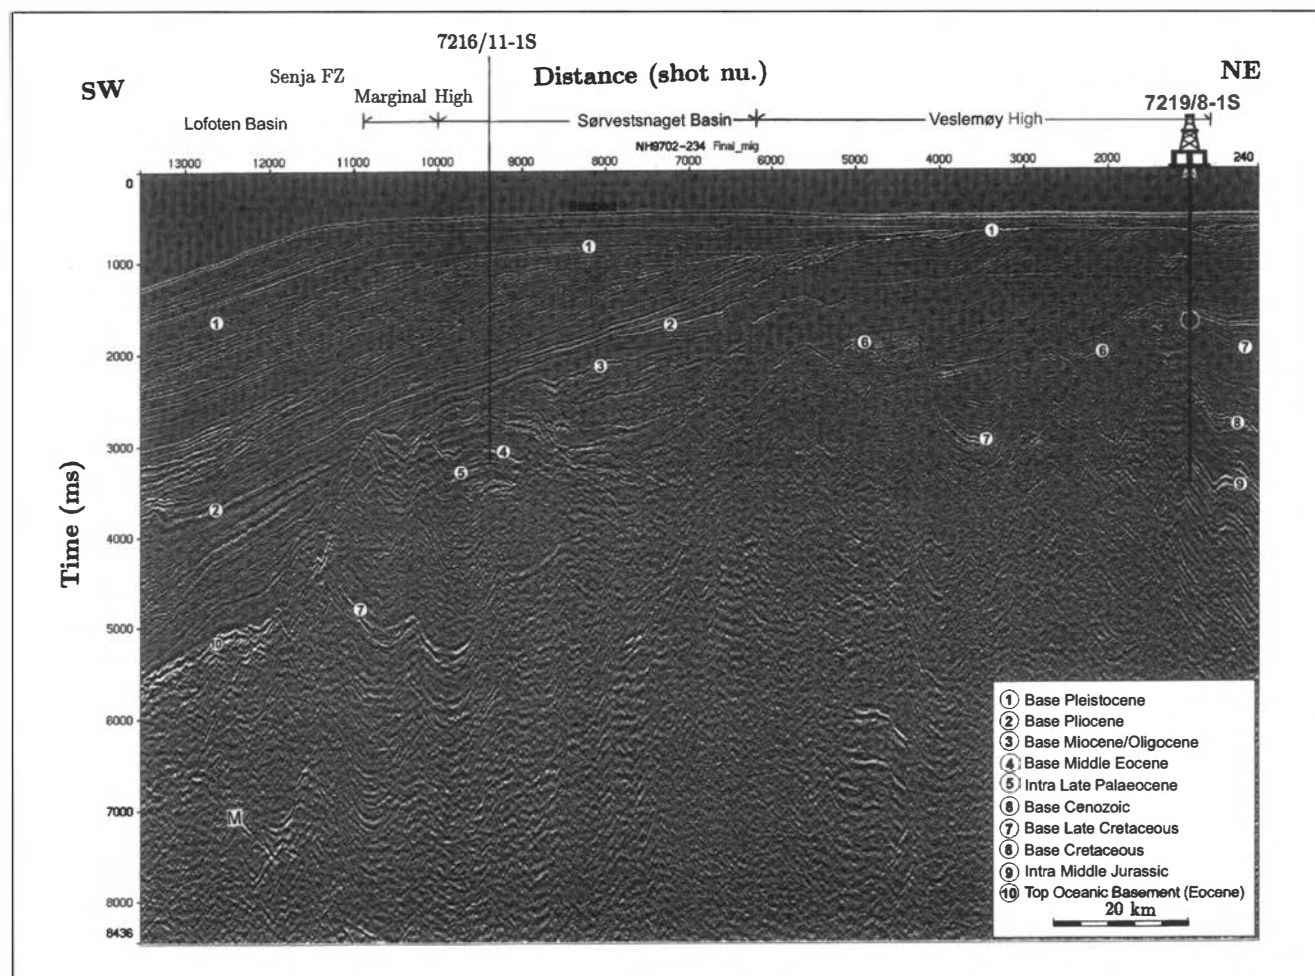 7216/11-1S
Senja FZ
Distance (shot nu.)
SW
NE
Marginal High
7219/8-1S
Lofoten Basin
Sørvestsnaget Basin
Veslemøy High
NH9702-234 Final_mig
13000 12000 11000 10000 9000 8000 7000 6000 5000 4000 3000 2000 240
0
1000
2000
3000
4000
5000
6000
7000
8000
8436
Time (ms)
1
1
1
2
3
6
6
7
7
8
4
5
9
2
7
10
M
1 Base Pleistocene
2 Base Pliocene
3 Base Miocene/Oligocene
4 Base Middle Eocene
5 Intra Late Palaeocene
6 Base Cenozoic
7 Base Late Cretaceous
8 Base Cretaceous
9 Intra Middle Jurassic
10 Top Oceanic Basement (Eocene)
20 km